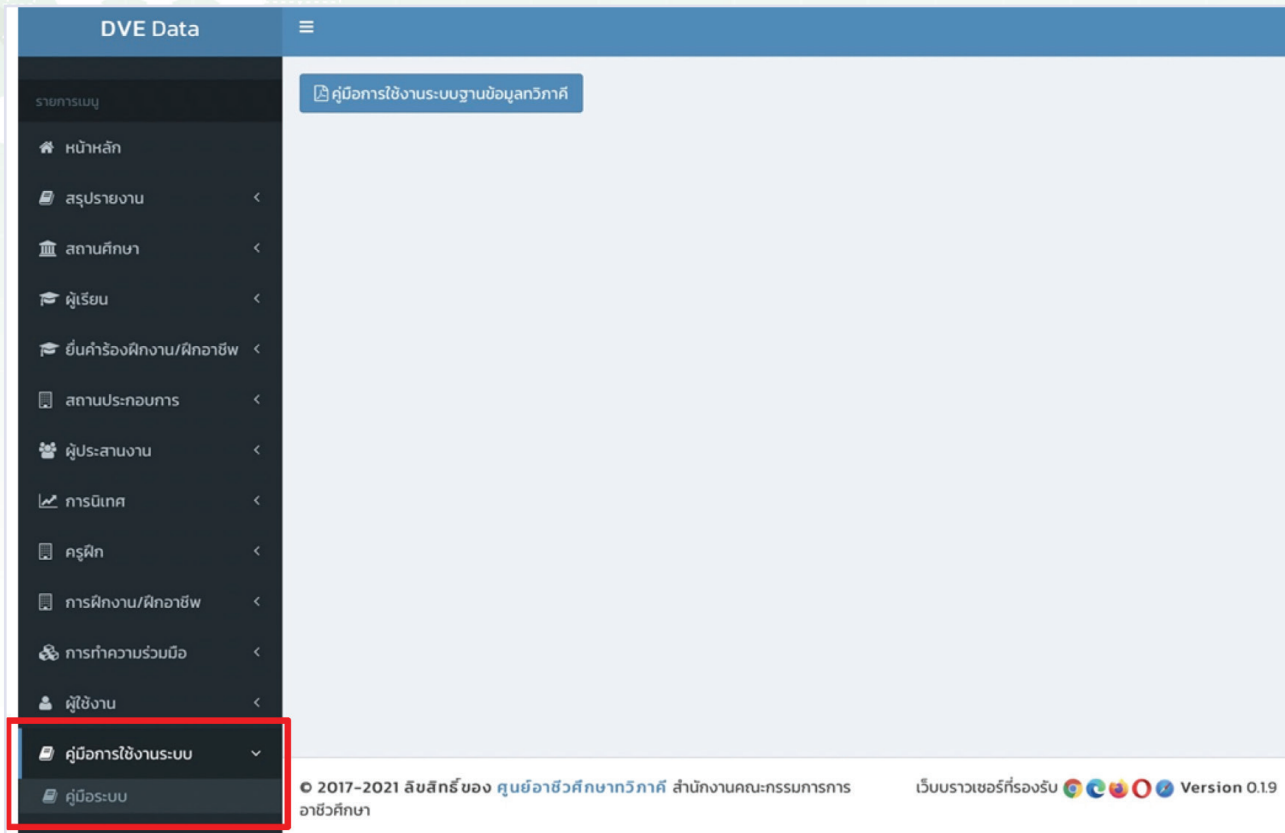 DVE Data
รายการเมนู
หน้าหลัก
สรุปรายงาน
สถานศึกษา
ผู้เรียน
ยื่นคำร้องฝึกงาน/ฝึกอาชีพ
สถานประกอบการ
ผู้ประสานงาน
การนิเทศ
ครูฝึก
การฝึกงาน/ฝึกอาชีพ
การทำความร่วมมือ
ผู้ใช้งาน
คู่มือการใช้งานระบบ
คู่มือระบบ
คู่มือการใช้งานระบบฐานข้อมูลทวิภาคี
© 2017-2021 ลิขสิทธิ์ของ ศูนย์อาชีวศึกษาทวิภาคี สำนักงานคณะกรรมการการ
อาชีวศึกษา
เว็บบราวเซอร์ที่รองรับ Version 0.1.9